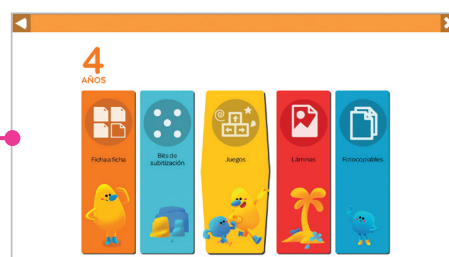 4
AÑOS
Ficha a ficha
Bits de
subitización
Juegos
Láminas
Fotocopiables